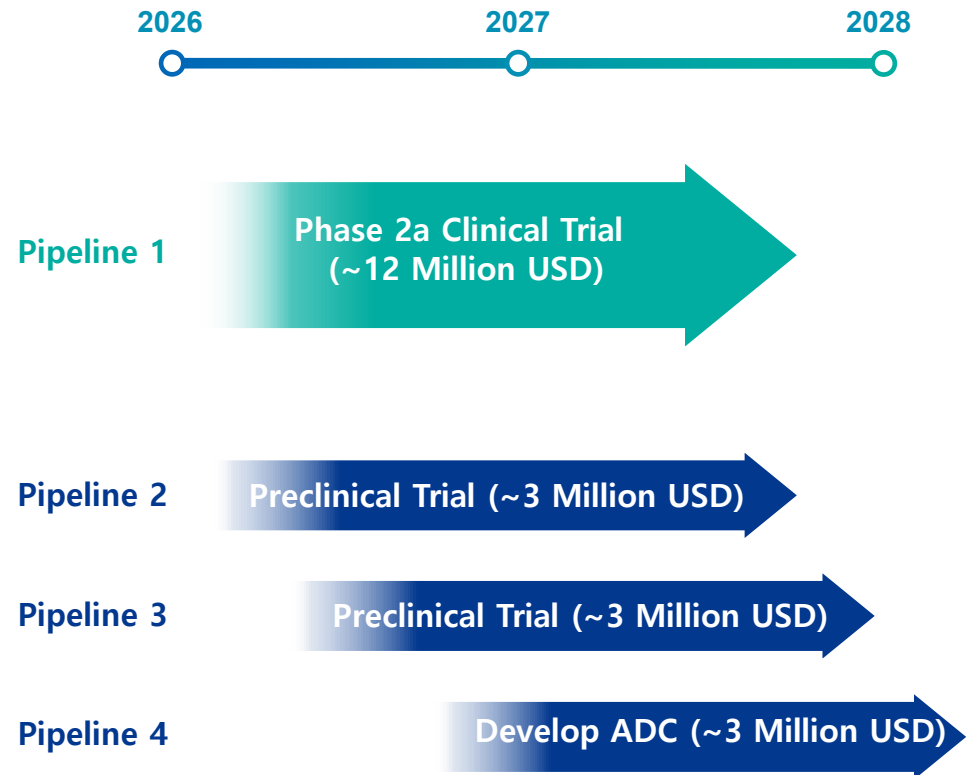 2026 2027 2028
Pipeline 1
Phase 2a Clinical Trial
(~12 Million USD)
Pipeline 2
Preclinical Trial (~3 Million USD)
Pipeline 3
Preclinical Trial (~3 Million USD)
Pipeline 4
Develop ADC (~3 Million USD)